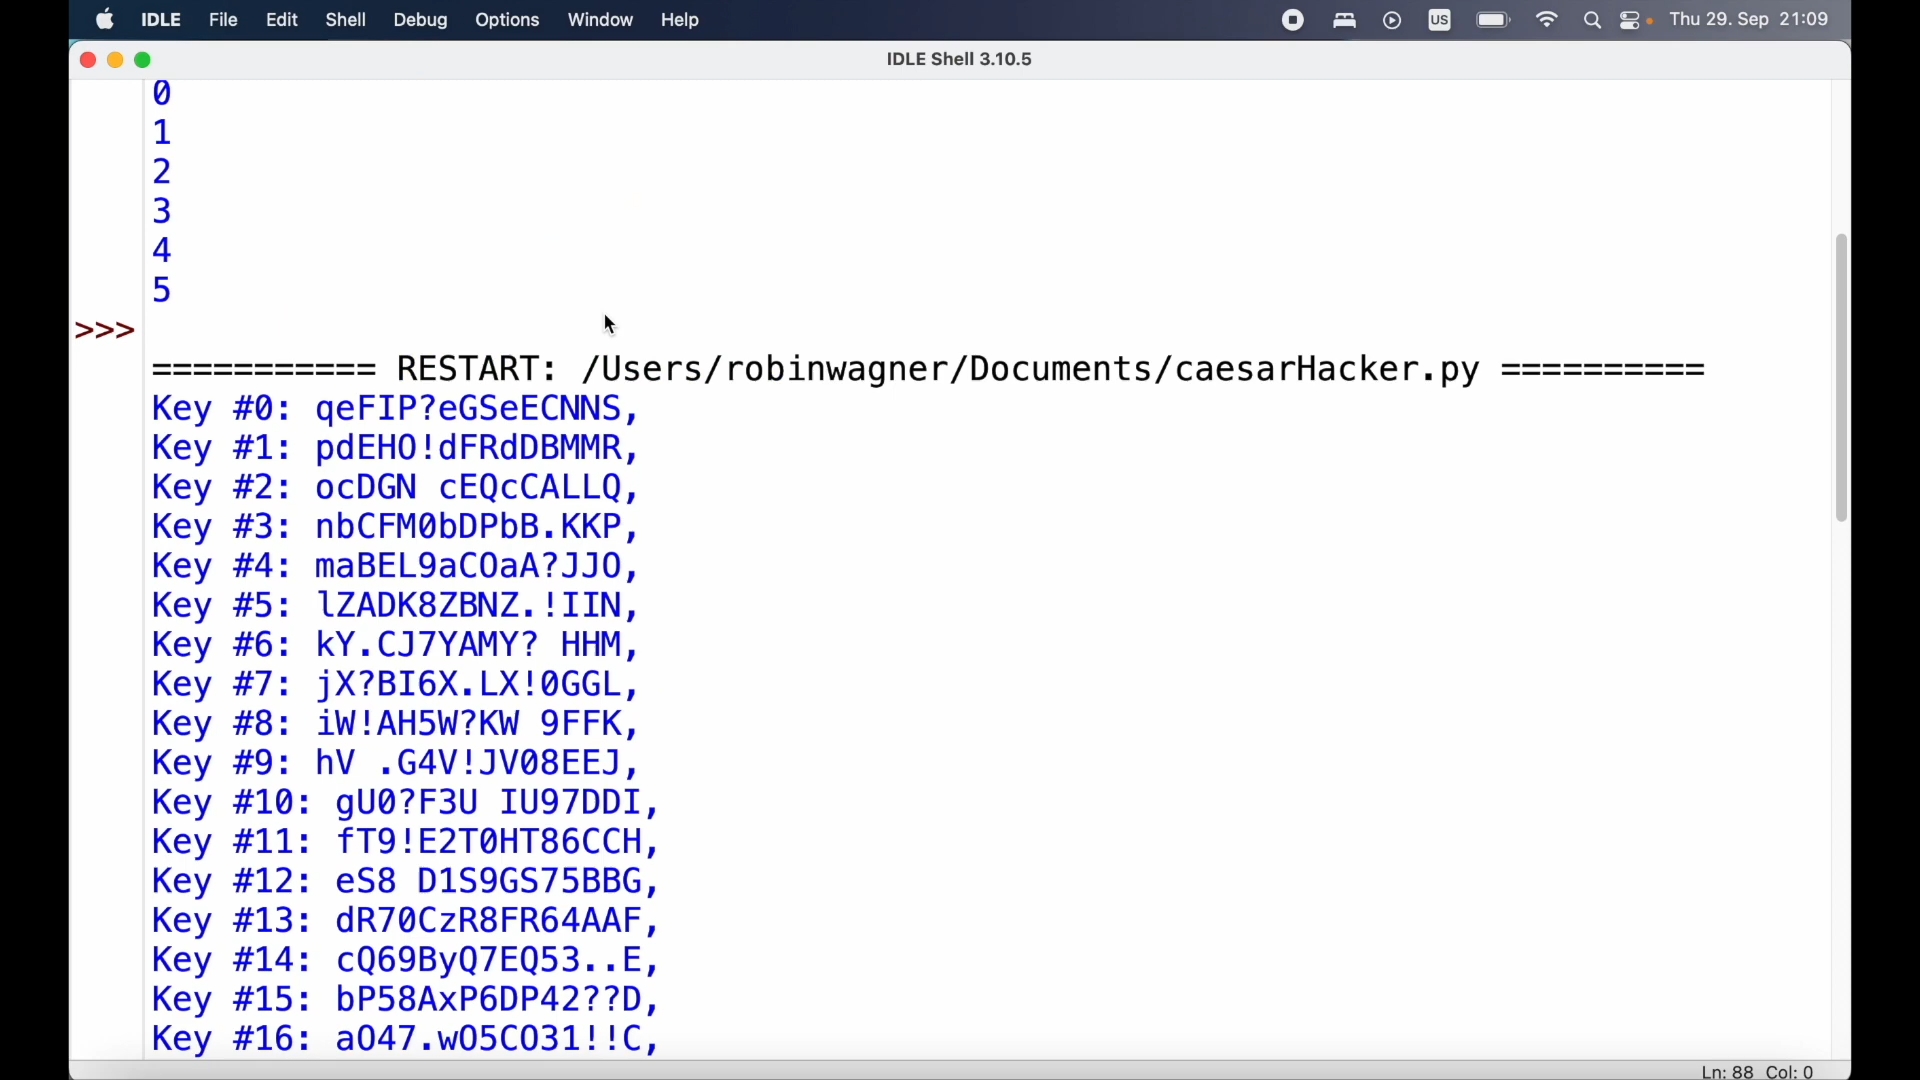 IDLE File Edit Shell Debug Options Window Help US Thu 29. Sep 21:09
IDLE Shell 3.10.5
0
1
2
3
4
5
>>>
=========== RESTART: /Users/robinwagner/Documents/caesarHacker.py ==========
Key #0: qeFIP?eGSeECNNS,
Key #1: pdEHO!dFRdDBMMR,
Key #2: ocDGN cEQcCALLQ,
Key #3: nbCFM0bDPbB.KKP,
Key #4: maBEL9aCOaA?JJO,
Key #5: lZADK8ZBNZ.!IIN,
Key #6: kY.CJ7YAMY? HHM,
Key #7: jX?BI6X.LX!0GGL,
Key #8: iW!AH5W?KW 9FFK,
Key #9: hV .G4V!JV08EEJ,
Key #10: gU0?F3U IU97DDI,
Key #11: fT9!E2T0HT86CCH,
Key #12: eS8 D1S9GS75BBG,
Key #13: dR70CzR8FR64AAF,
Key #14: cQ69ByQ7EQ53..E,
Key #15: bP58AxP6DP42??D,
Key #16: aO47.wO5CO31!!C,
Ln: 88 Col: 0